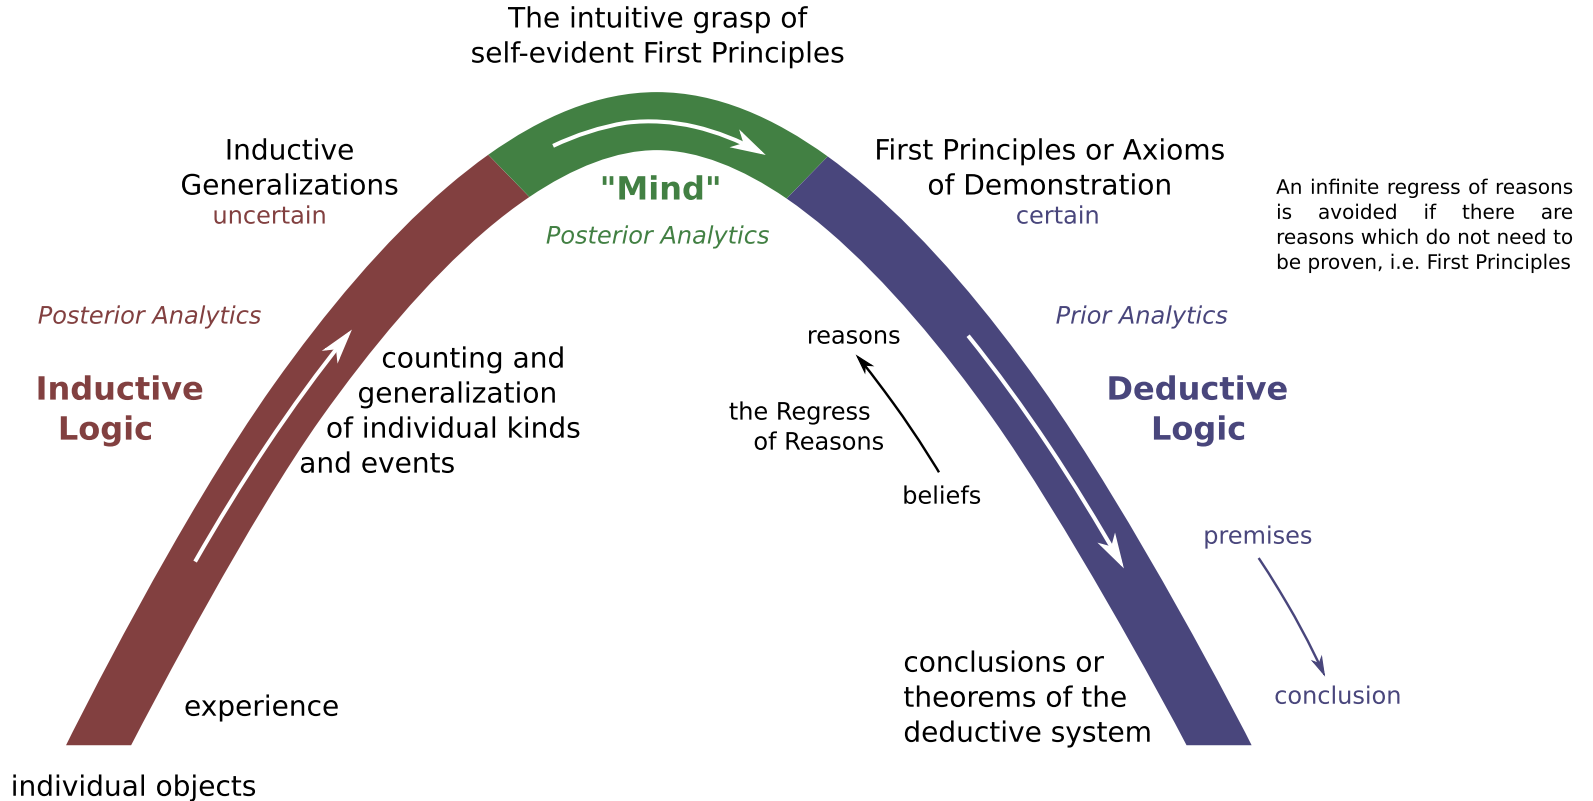 The intuitive grasp of
self-evident First Principles
Inductive
Generalizations
uncertain
"Mind"
Posterior Analytics
First Principles or Axioms
of Demonstration
certain
An infinite regress of reasons
is avoided if there are
reasons which do not need to
be proven, i.e. First Principles
Posterior Analytics
Inductive
Logic
counting and
generalization
of individual kinds
and events
reasons
the Regress
of Reasons
beliefs
Prior Analytics
Deductive
Logic
premises
conclusion
experience
individual objects
conclusions or
theorems of the
deductive system